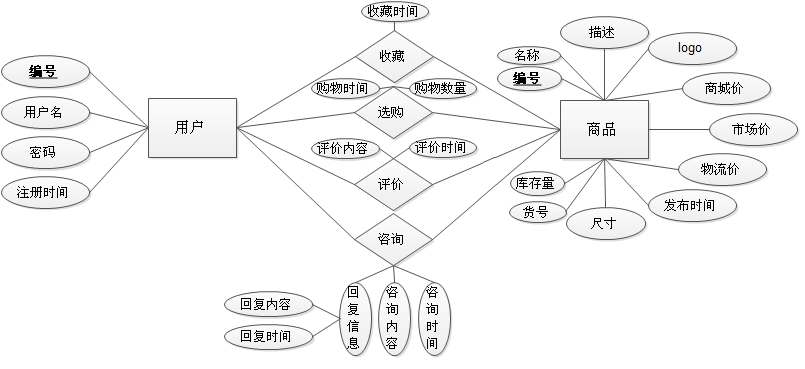 收藏时间
描述
名称
logo
收藏
编号
编号
购物时间
购物数量
商城价
用户名
选购
用户
商品
市场价
密码
评价内容
评价时间
物流价
注册时间
评价
库存量
货号
尺寸
发布时间
咨询
回复内容
回复时间
回复信息
咨询内容
咨询时间